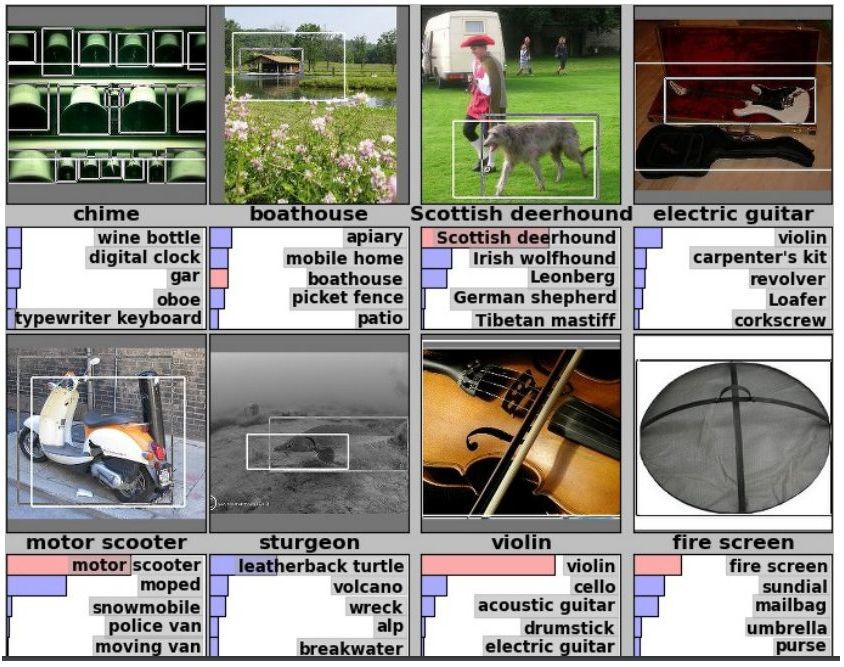 chime
boathouse
Scottish deerhound
electric guitar
wine bottle
digital clock
gar
oboe
typewriter keyboard
apiary
mobile home
boathouse
picket fence
patio
Scottish deerhound
Irish wolfhound
Leonberg
German shepherd
Tibetan mastiff
violin
carpenter's kit
revolver
Loafer
corkscrew
motor scooter
sturgeon
violin
fire screen
motor scooter
moped
snowmobile
police van
moving van
leatherback turtle
volcano
wreck
alp
breakwater
violin
cello
acoustic guitar
drumstick
electric guitar
fire screen
sundial
mailbag
umbrella
purse